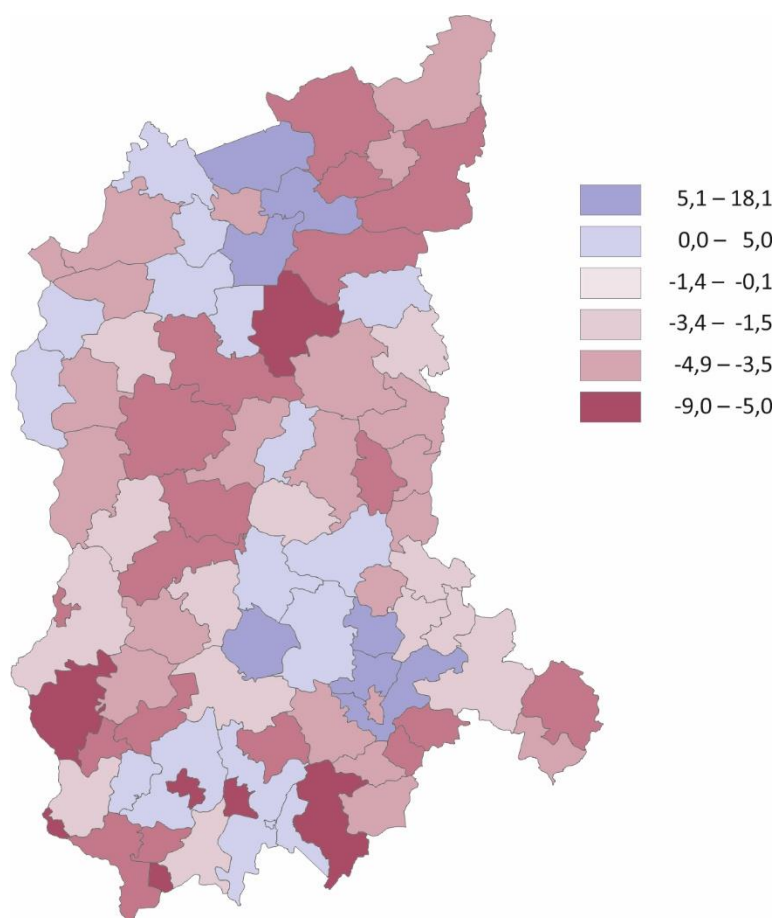 5,1 – 18,1
0,0 – 5,0
-1,4 – -0,1
-3,4 – -1,5
-4,9 – -3,5
-9,0 – -5,0